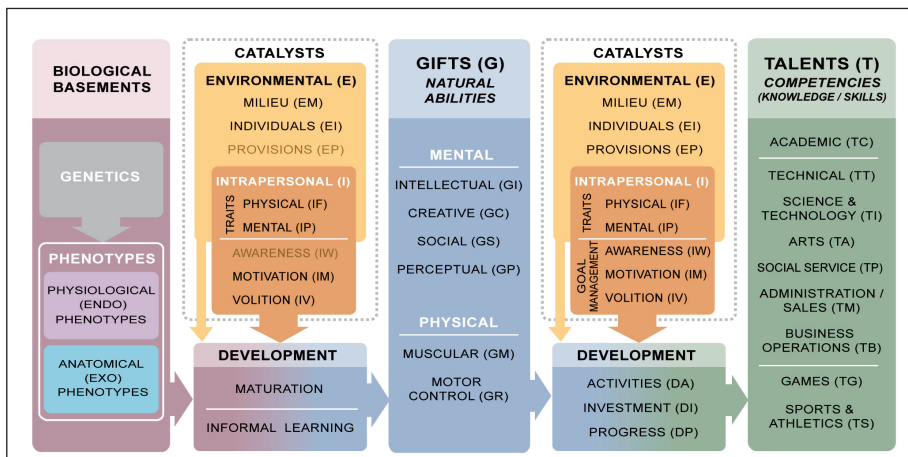 BIOLOGICAL
BASEMENTS
GENETICS
PHENOTYPES
PHYSIOLOGICAL
(ENDO)
PHENOTYPES
ANATOMICAL
(EXO)
PHENOTYPES
CATALYSTS
ENVIRONMENTAL (E)
MILIEU (EM)
INDIVIDUALS (EI)
PROVISIONS (EP)
INTRAPERSONAL (I)
TRAITS
PHYSICAL (IF)
MENTAL (IP)
AWARENESS (IW)
MOTIVATION (IM)
VOLITION (IV)
DEVELOPMENT
MATURATION
INFORMAL LEARNING
GIFTS (G)
NATURAL
ABILITIES
MENTAL
INTELLECTUAL (GI)
CREATIVE (GC)
SOCIAL (GS)
PERCEPTUAL (GP)
PHYSICAL
MUSCULAR (GM)
MOTOR
CONTROL (GR)
CATALYSTS
ENVIRONMENTAL (E)
MILIEU (EM)
INDIVIDUALS (EI)
PROVISIONS (EP)
INTRAPERSONAL (I)
TRAITS
PHYSICAL (IF)
MENTAL (IP)
GOAL
MANAGEMENT
AWARENESS (IW)
MOTIVATION (IM)
VOLITION (IV)
DEVELOPMENT
ACTIVITIES (DA)
INVESTMENT (DI)
PROGRESS (DP)
TALENTS (T)
COMPETENCIES
(KNOWLEDGE / SKILLS)
ACADEMIC (TC)
TECHNICAL (TT)
SCIENCE &
TECHNOLOGY (TI)
ARTS (TA)
SOCIAL SERVICE (TP)
ADMINISTRATION /
SALES (TM)
BUSINESS
OPERATIONS (TB)
GAMES (TG)
SPORTS &
ATHLETICS (TS)